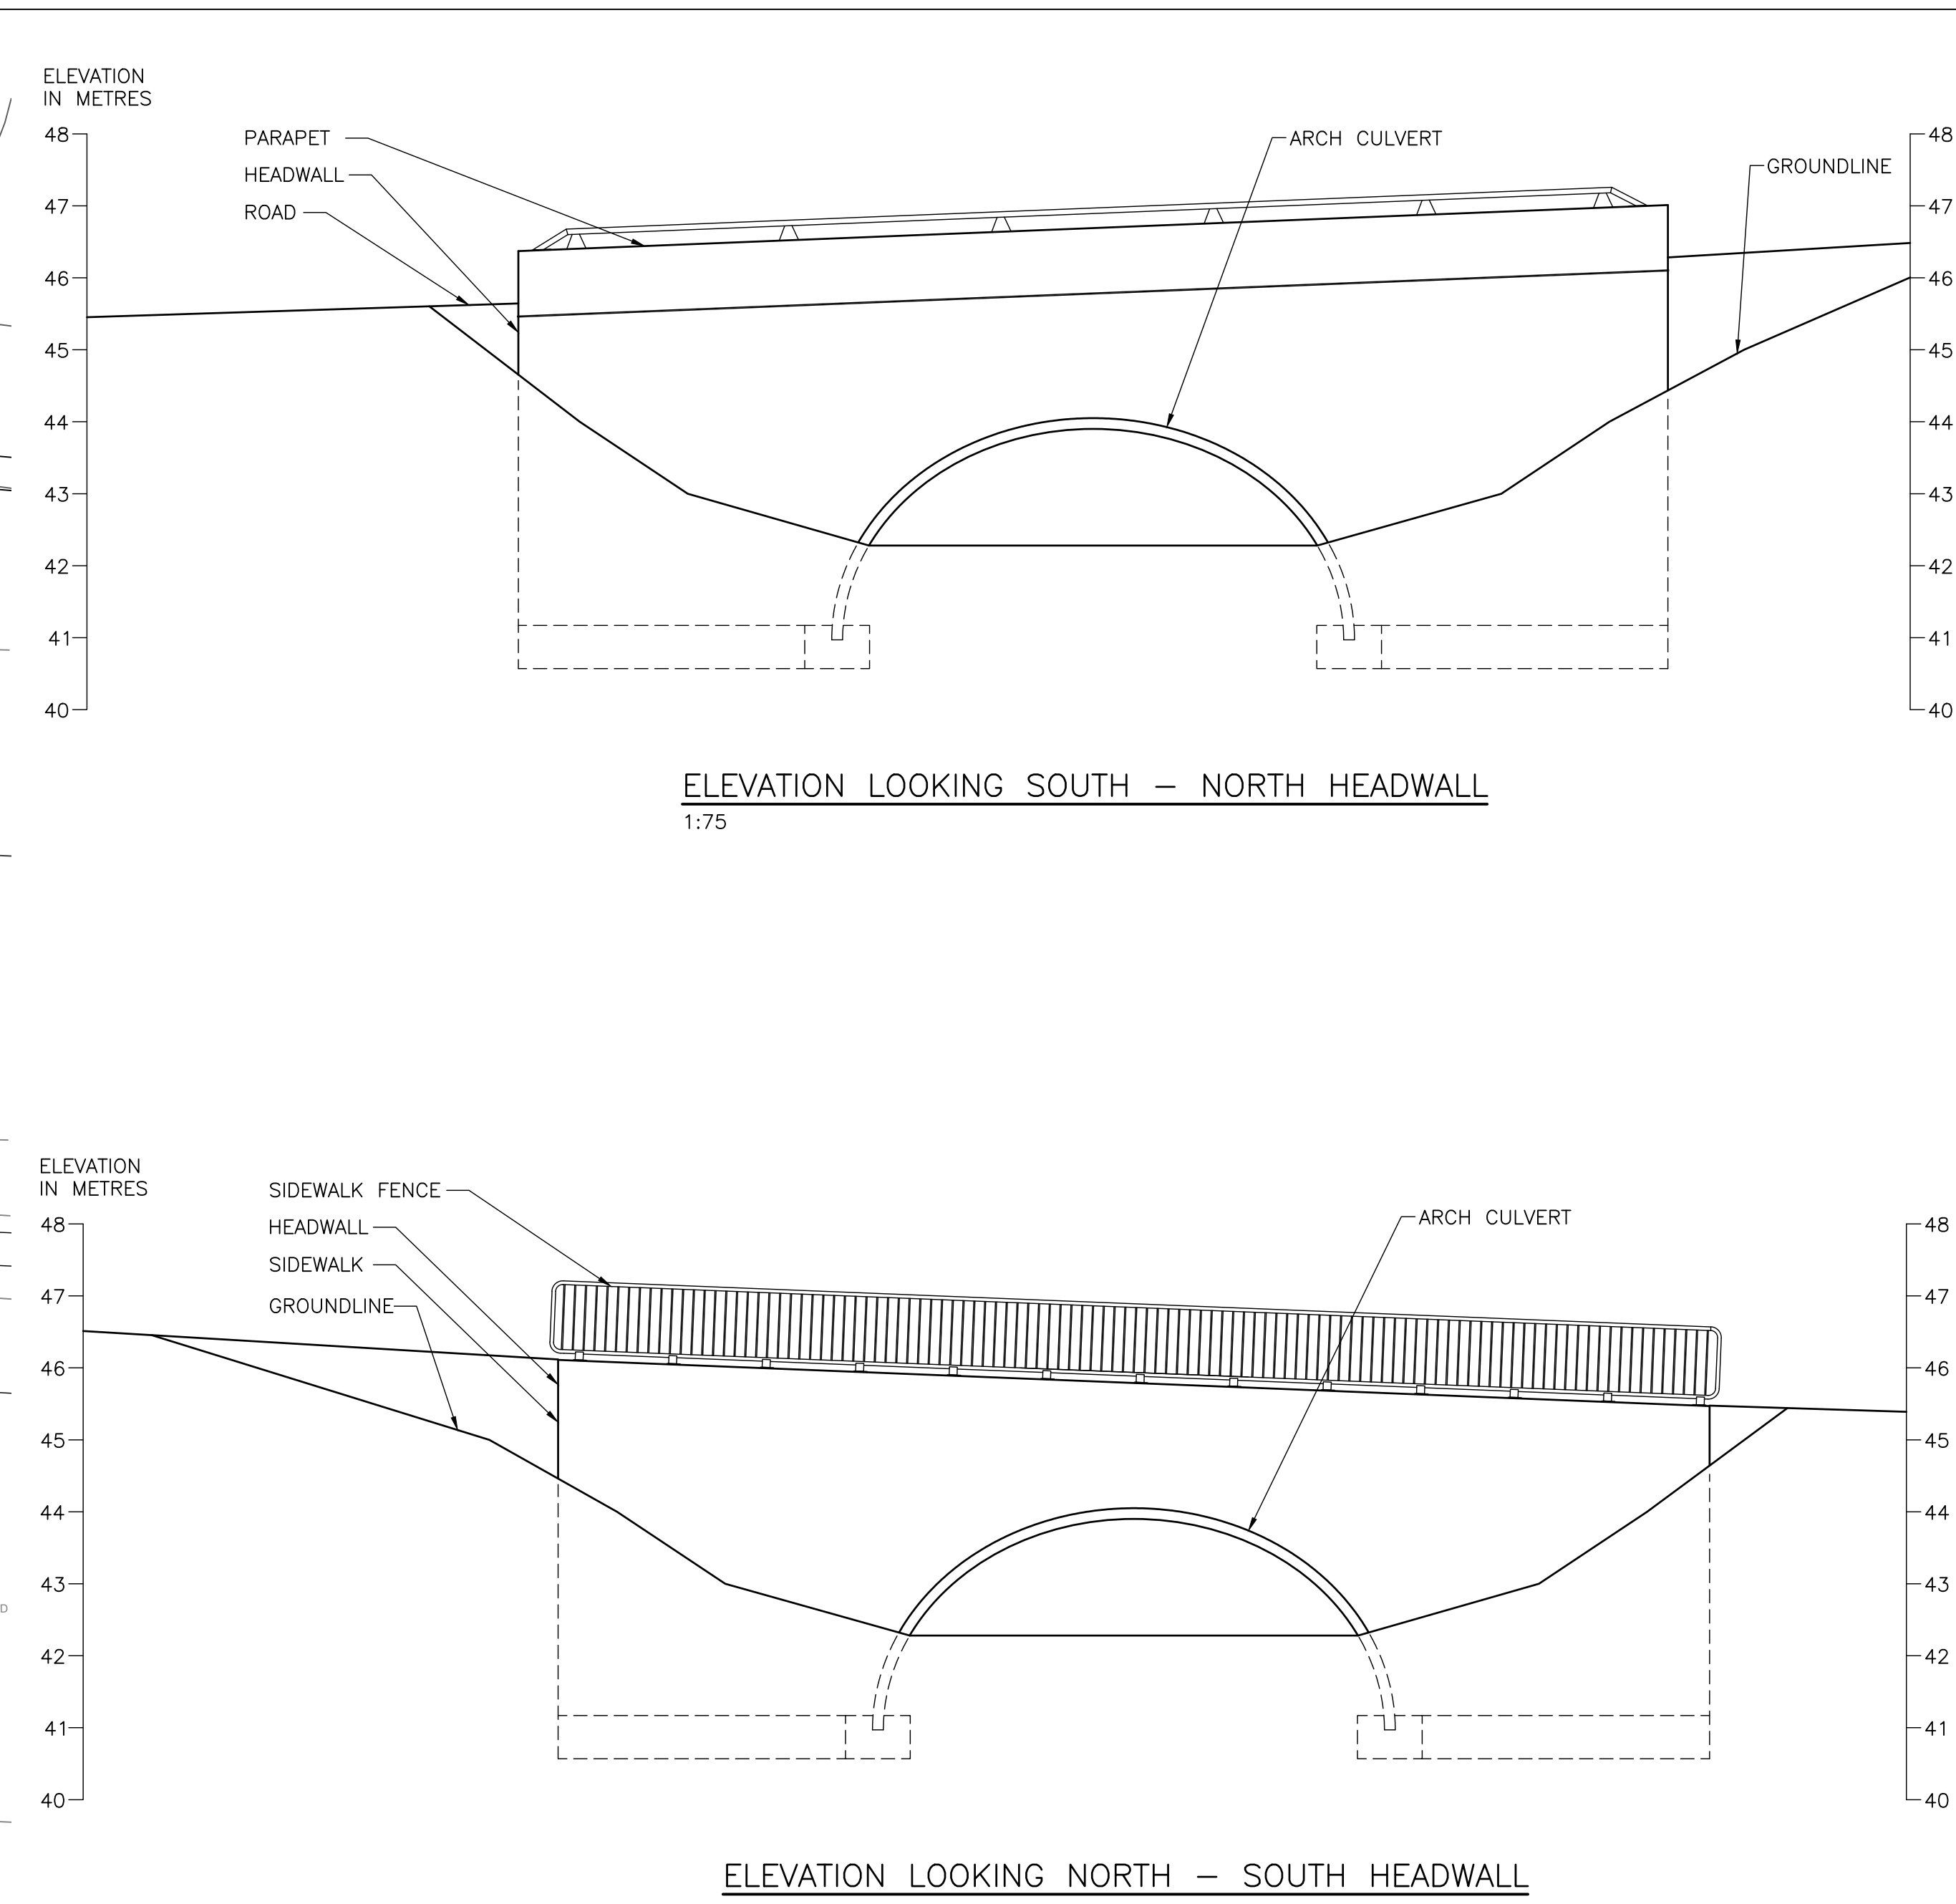 ELEVATION
IN METRES
48
47
46
45
44
43
42
41
40
PARAPET
HEADWALL
ROAD
ARCH CULVERT
GROUNDLINE
48
47
46
45
44
43
42
41
40
ELEVATION LOOKING SOUTH – NORTH HEADWALL
1:75
ELEVATION
IN METRES
48
47
46
45
44
43
42
41
40
SIDEWALK FENCE
HEADWALL
SIDEWALK
GROUNDLINE
ARCH CULVERT
48
47
46
45
44
43
42
41
40
D
ELEVATION LOOKING NORTH – SOUTH HEADWALL